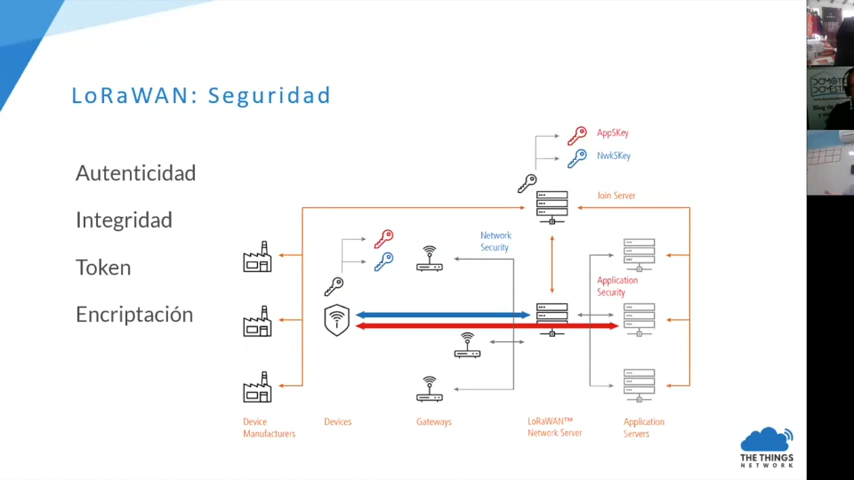 LoRaWAN: Seguridad
Autenticidad
Integridad
Token
Encriptación
AppSKey
NwkSKey
Join Server
Network
Security
Application
Security
Device
Manufacturers
Devices
Gateways
LoRaWAN™
Network Server
Application
Servers
THE THINGS
NETWORK